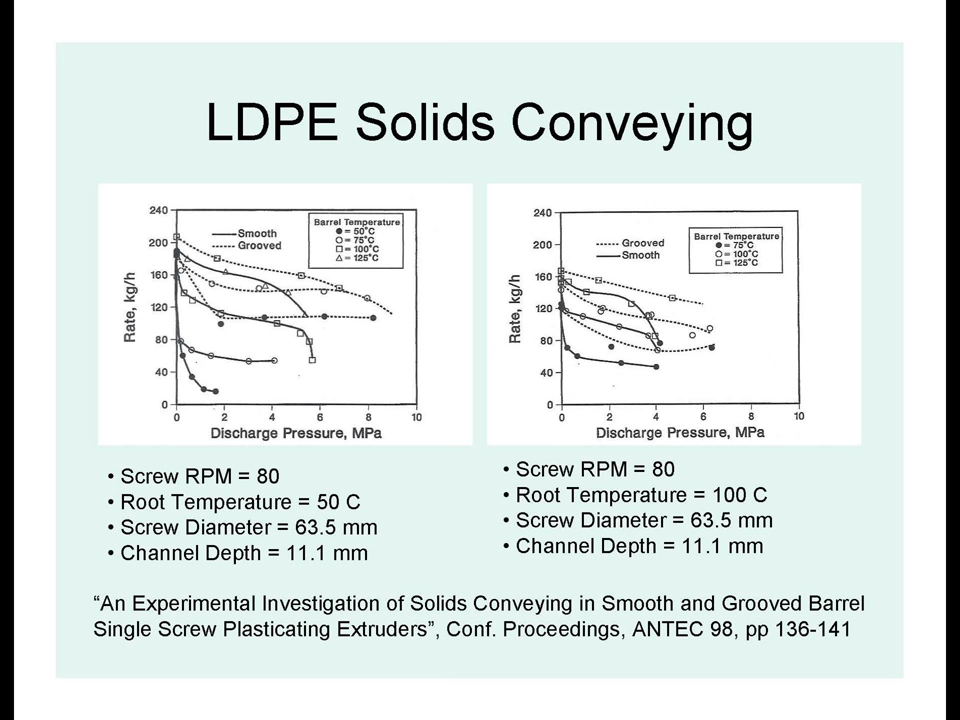 LDPE Solids Conveying
240
200
160
120
80
40
0
Rate, kg/h
Smooth
Grooved
Barrel Temperature
● = 50°C
○ = 75°C
□ = 100°C
△ = 125°C
0 2 4 6 8 10
Discharge Pressure, MPa
240
200
160
120
80
40
0
Rate, kg/h
Grooved
Smooth
Barrel Temperature
● = 75°C
○ = 100°C
□ = 125°C
0 2 4 6 8 10
Discharge Pressure, MPa
• Screw RPM = 80
• Root Temperature = 50 C
• Screw Diameter = 63.5 mm
• Channel Depth = 11.1 mm
• Screw RPM = 80
• Root Temperature = 100 C
• Screw Diameter = 63.5 mm
• Channel Depth = 11.1 mm
“An Experimental Investigation of Solids Conveying in Smooth and Grooved Barrel
Single Screw Plasticating Extruders”, Conf. Proceedings, ANTEC 98, pp 136-141